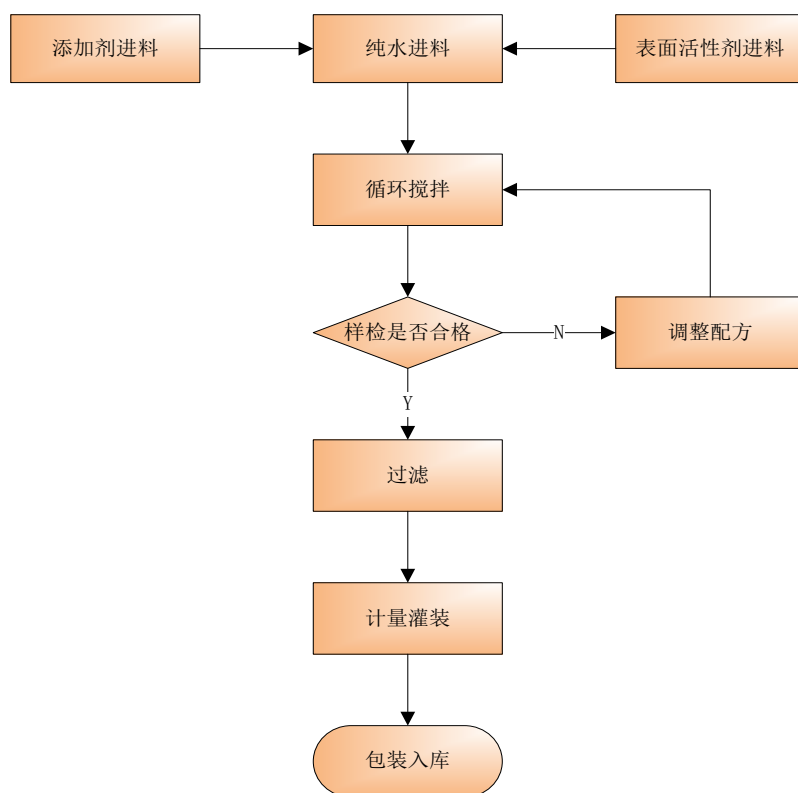 添加剂进料
纯水进料
表面活性剂进料
循环搅拌
样检是否合格
N
调整配方
Y
过滤
计量灌装
包装入库